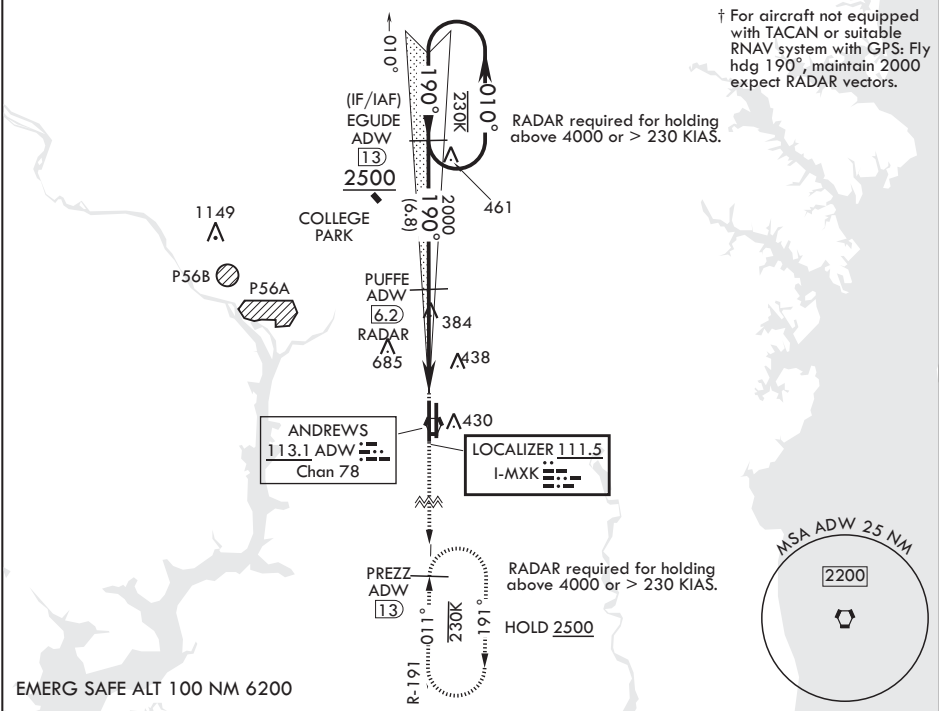 † For aircraft not equipped
with TACAN or suitable
RNAV system with GPS: Fly
hdg 190°, maintain 2000
expect RADAR vectors.
010°
190°
230K
010°
(IF/IAF)
EGUDE
ADW
13
2500
RADAR required for holding
above 4000 or > 230 KIAS.
461
COLLEGE
PARK
2000
190°
(6.8)
1149
P56B
P56A
PUFFE
ADW
6.2
RADAR
384
685
438
430
ANDREWS
113.1 ADW
Chan 78
LOCALIZER 111.5
I-MXK
PREZZ
ADW
13
RADAR required for holding
above 4000 or > 230 KIAS.
011°
230K
191°
HOLD 2500
R-191
MSA ADW 25 NM
2200
EMERG SAFE ALT 100 NM 6200